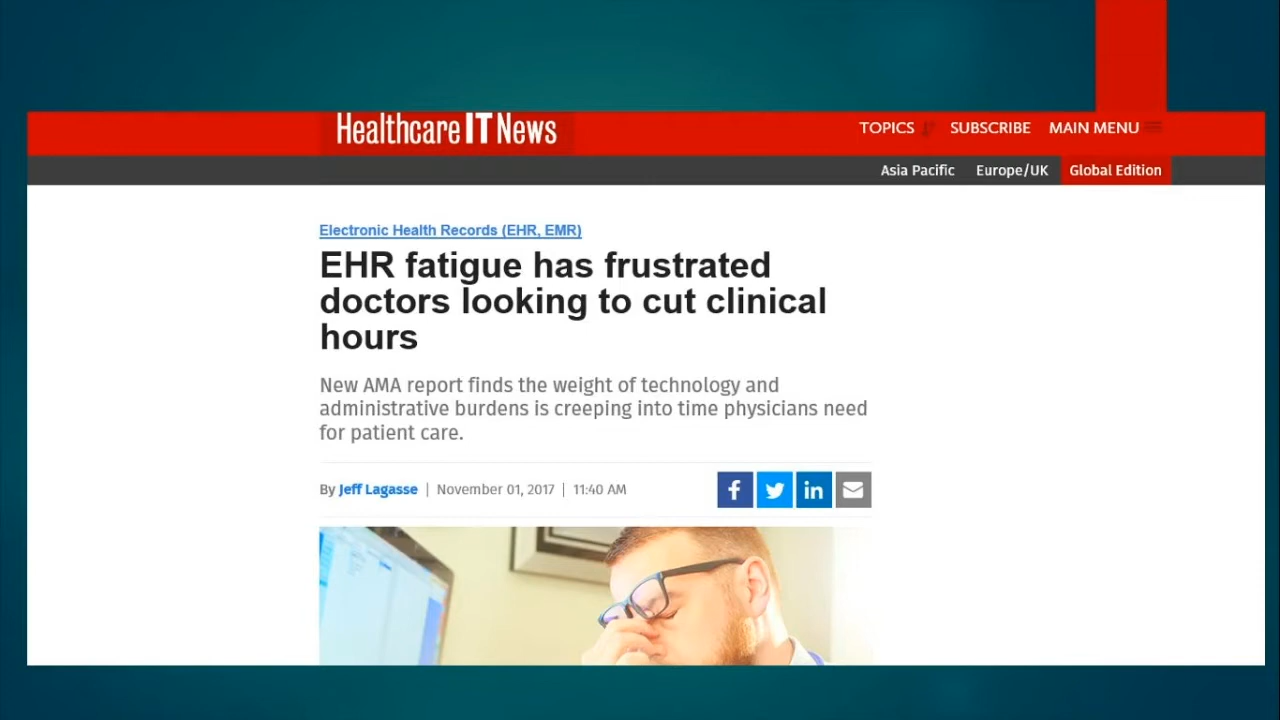 Healthcare IT News
TOPICS SUBSCRIBE MAIN MENU
Asia Pacific Europe/UK Global Edition
Electronic Health Records (EHR, EMR)
EHR fatigue has frustrated
doctors looking to cut clinical
hours
New AMA report finds the weight of technology and
administrative burdens is creeping into time physicians need
for patient care.
By Jeff Lagasse | November 01, 2017 | 11:40 AM